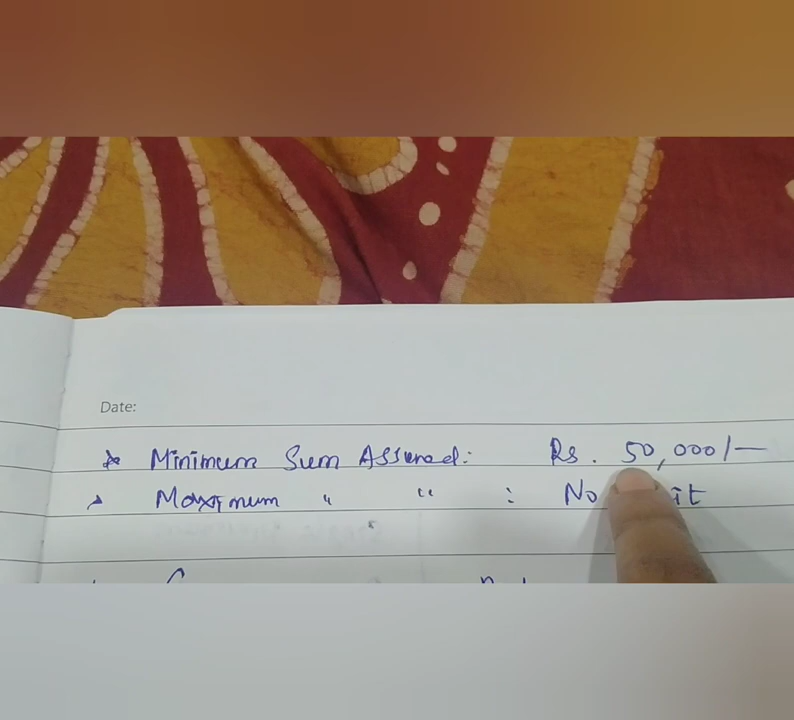 Date:
* Minimum Sum Assured: Rs. 50,000/-
* Maximum " " : No